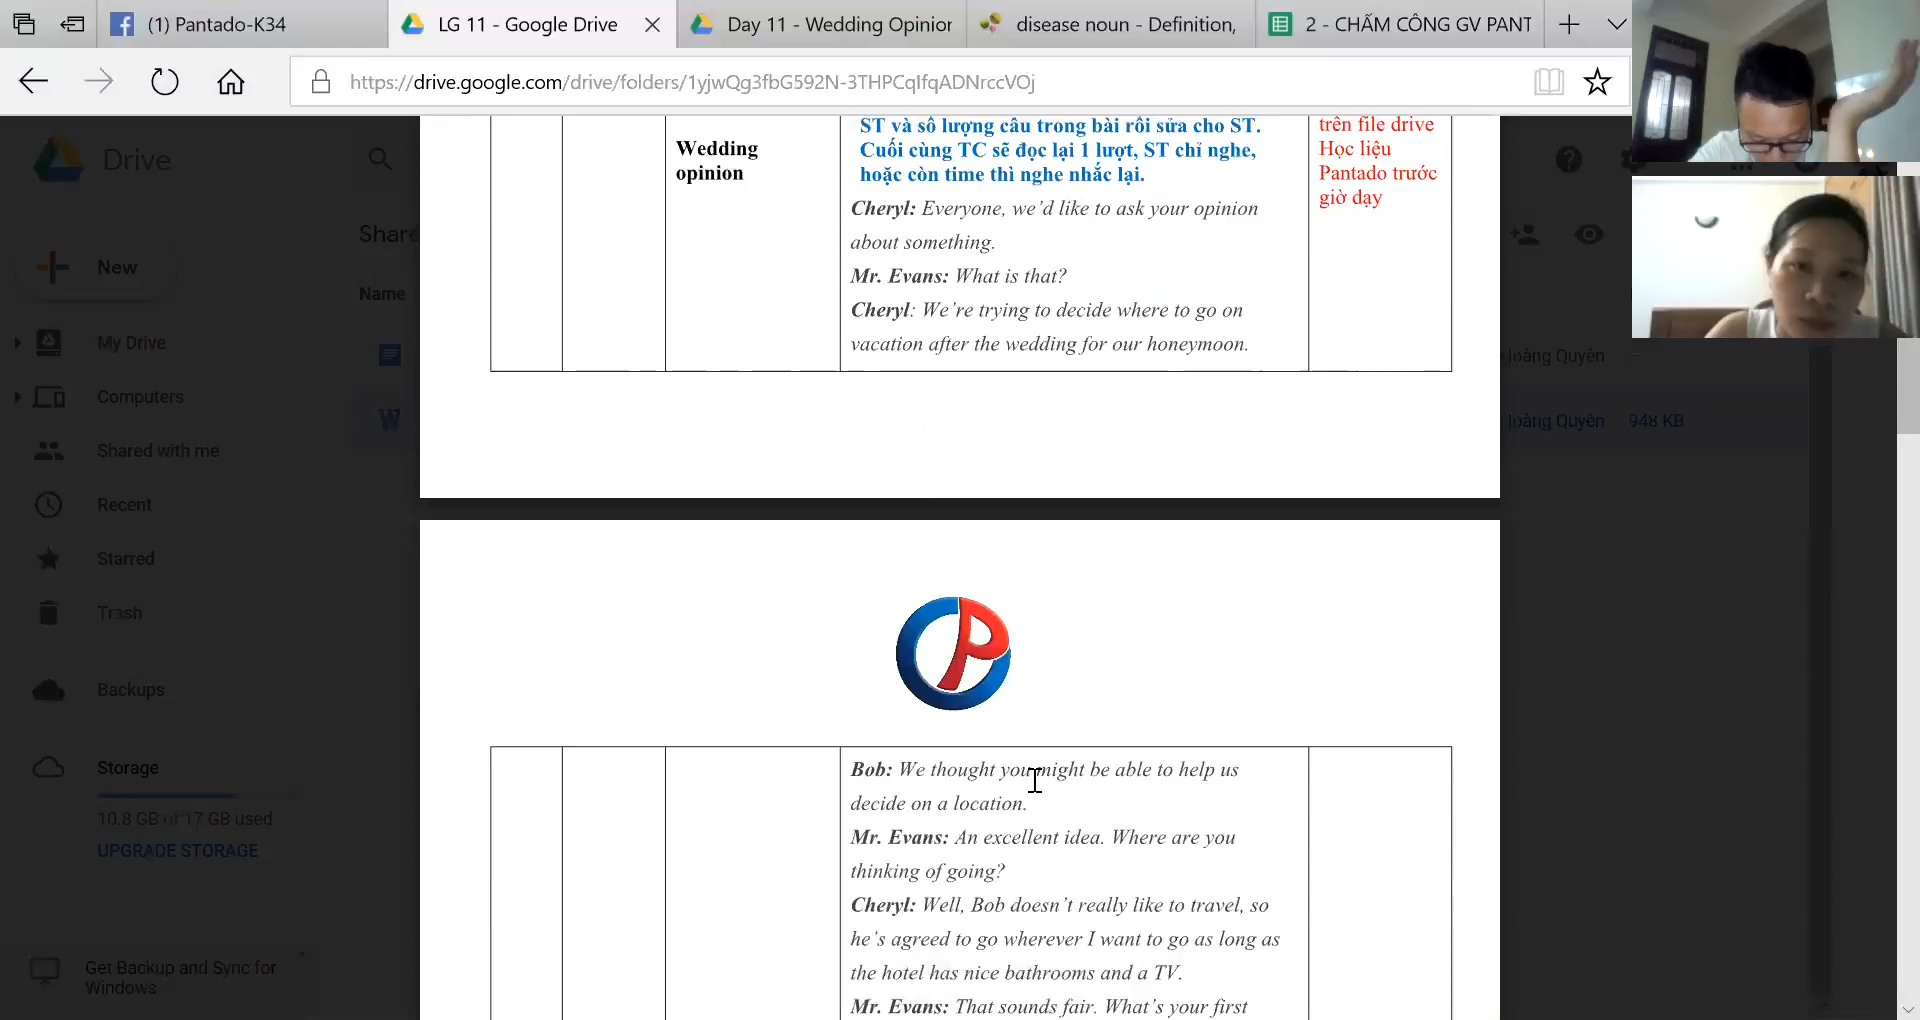 (1) Pantado-K34
LG 11 - Google Drive
Day 11 - Wedding Opinior
disease noun - Definition,
2 - CHẤM CÔNG GV PANT
https://drive.google.com/drive/folders/1yjwQg3fbG592N-3THPCqIfqADNrccVOj
Drive
New
My Drive
Computers
Shared with me
Recent
Starred
Trash
Backups
Storage
10.8 GB of 17 GB used
UPGRADE STORAGE
Get Backup and Sync for
Windows
Share
Name
Wedding
opinion
ST và số lượng câu trong bài rồi sửa cho ST.
Cuối cùng TC sẽ đọc lại 1 lượt, ST chỉ nghe,
hoặc còn time thì nghe nhắc lại.
Cheryl: Everyone, we’d like to ask your opinion
about something.
Mr. Evans: What is that?
Cheryl: We’re trying to decide where to go on
vacation after the wedding for our honeymoon.
trên file drive
Học liệu
Pantado trước
giờ dạy
Hoàng Quyên
Hoàng Quyên 948 KB
P
Bob: We thought you might be able to help us
decide on a location.
Mr. Evans: An excellent idea. Where are you
thinking of going?
Cheryl: Well, Bob doesn’t really like to travel, so
he’s agreed to go wherever I want to go as long as
the hotel has nice bathrooms and a TV.
Mr. Evans: That sounds fair. What’s your first